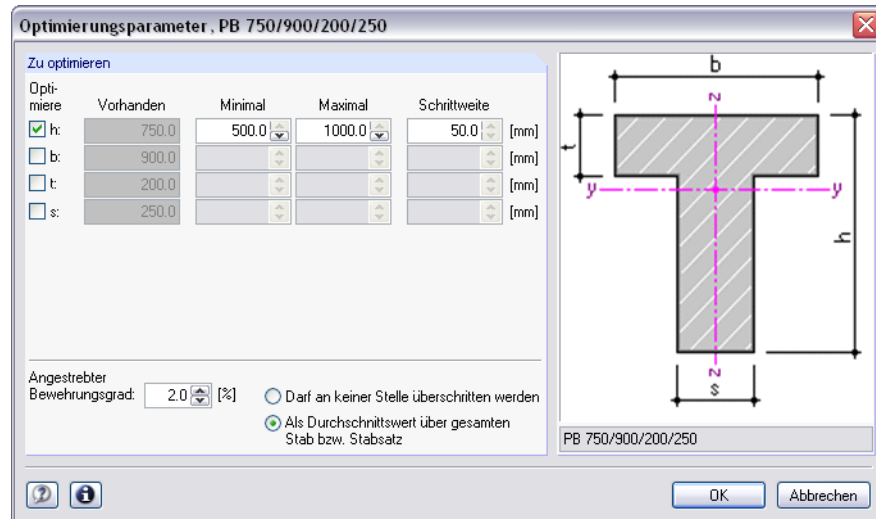 Optimierungsparameter, PB 750/900/200/250
Zu optimieren
Opti-
miere Vorhanden Minimal Maximal Schrittweite
h: 750.0 500.0 1000.0 50.0 [mm]
b: 900.0 [mm]
t: 200.0 [mm]
s: 250.0 [mm]
Angestrebter
Bewehrungsgrad: 2.0 [%]
Darf an keiner Stelle überschritten werden
Als Durchschnittswert über gesamten
Stab bzw. Stabsatz
b
z
t
y y
h
z
s
PB 750/900/200/250
OK Abbrechen